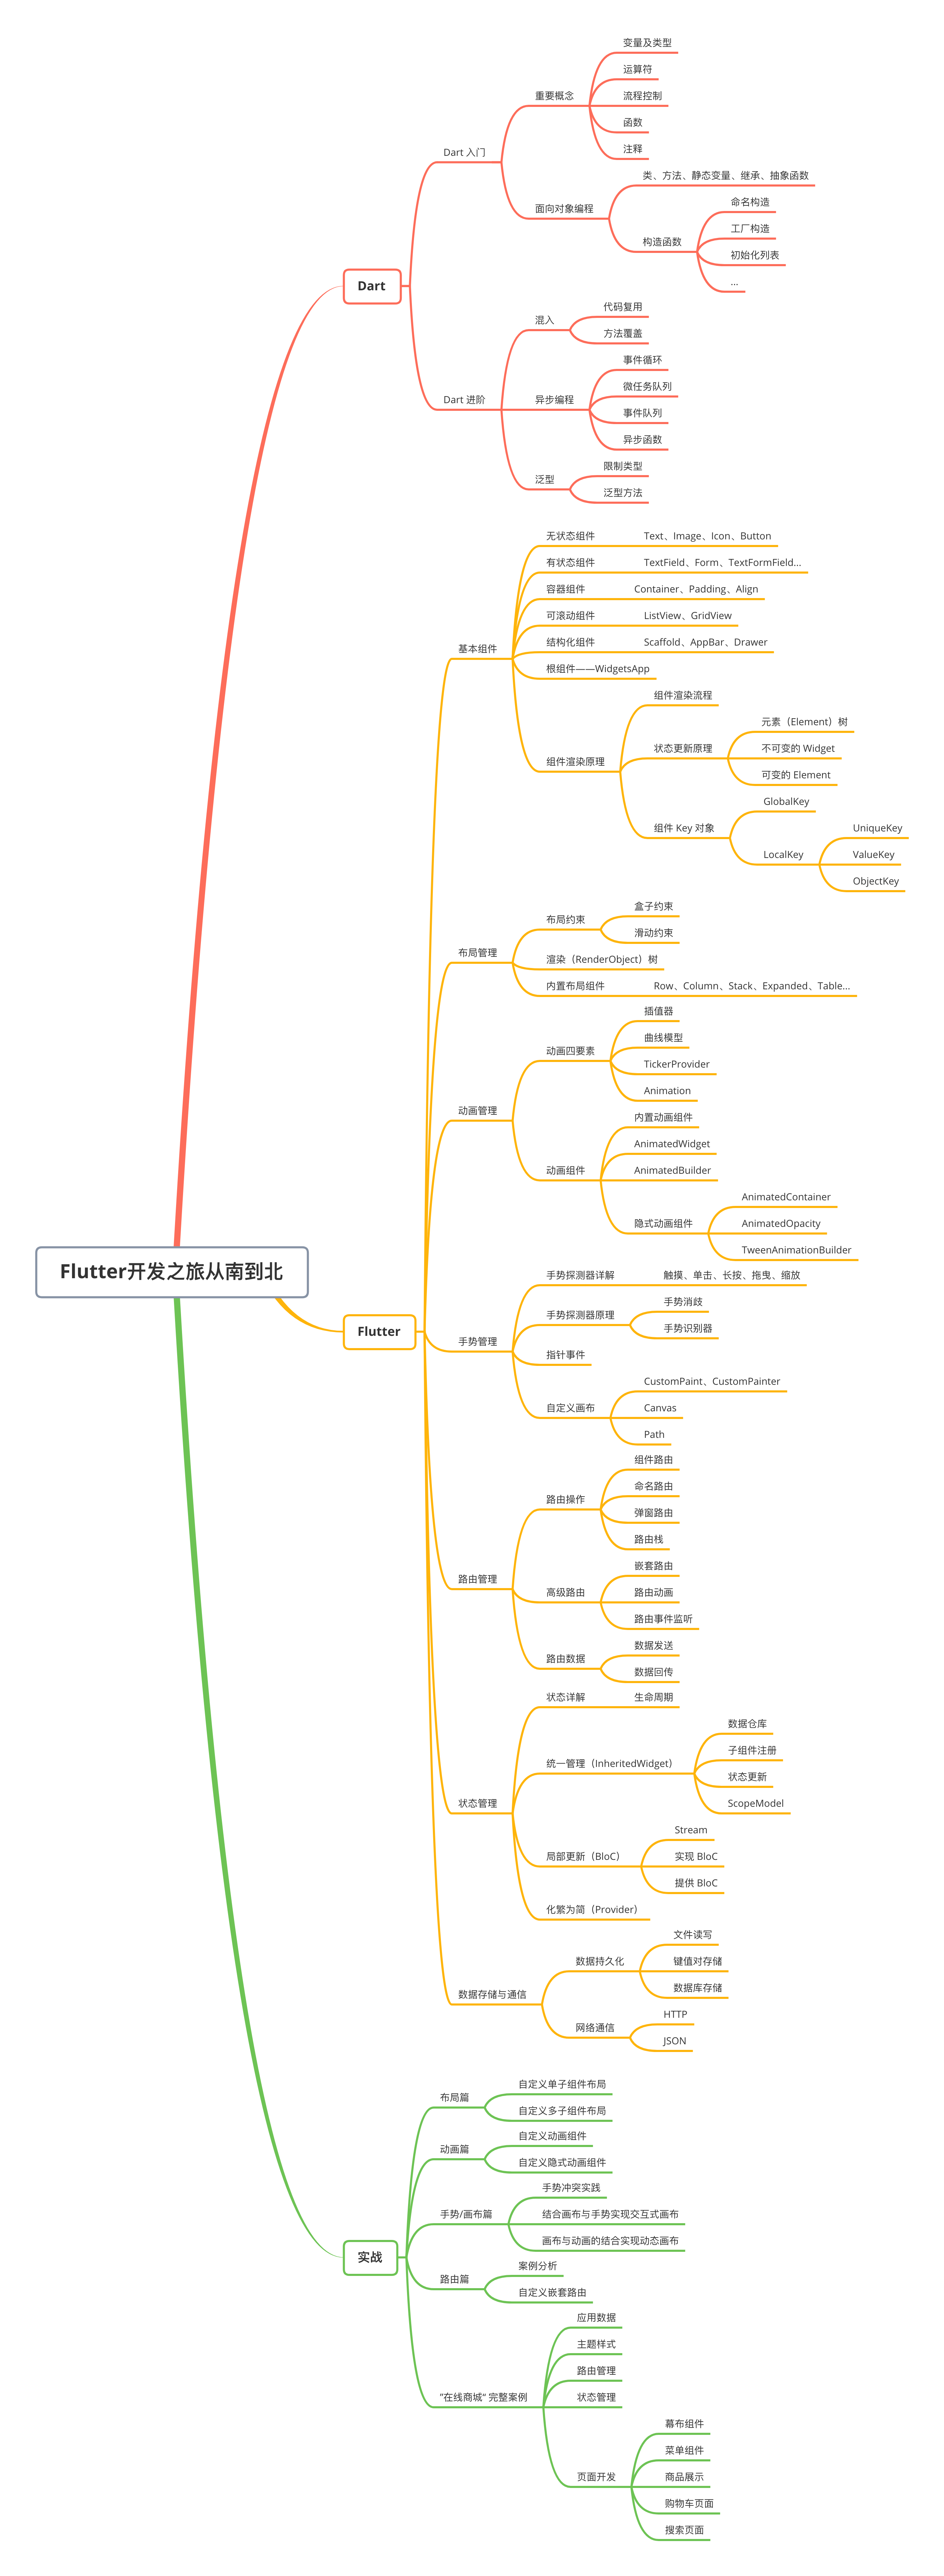 变量及类型
运算符
重要概念
流程控制
函数
Dart 入门
注释
类、方法、静态变量、继承、抽象函数
面向对象编程
命名构造
工厂构造
构造函数
初始化列表
...
Dart
混入
代码复用
方法覆盖
事件循环
Dart 进阶
异步编程
微任务队列
事件队列
异步函数
泛型
限制类型
泛型方法
无状态组件
Text、Image、Icon、Button
有状态组件
TextField、Form、TextFormField...
容器组件
Container、Padding、Align
可滚动组件
ListView、GridView
基本组件
结构化组件
Scaffold、AppBar、Drawer
根组件——WidgetsApp
组件渲染流程
组件渲染原理
状态更新原理
元素（Element）树
不可变的 Widget
可变的 Element
组件 Key 对象
GlobalKey
LocalKey
UniqueKey
ValueKey
ObjectKey
布局管理
布局约束
盒子约束
滑动约束
渲染（RenderObject）树
内置布局组件
Row、Column、Stack、Expanded、Table...
动画四要素
插值器
曲线模型
TickerProvider
Animation
动画管理
内置动画组件
AnimatedWidget
动画组件
AnimatedBuilder
隐式动画组件
AnimatedContainer
AnimatedOpacity
TweenAnimationBuilder
Flutter开发之旅从南到北
Flutter
手势探测器详解
触摸、单击、长按、拖曳、缩放
手势管理
手势探测器原理
手势消歧
手势识别器
指针事件
自定义画布
CustomPaint、CustomPainter
Canvas
Path
路由操作
组件路由
命名路由
弹窗路由
路由栈
路由管理
高级路由
嵌套路由
路由动画
路由事件监听
路由数据
数据发送
数据回传
状态详解
生命周期
统一管理（InheritedWidget）
数据仓库
子组件注册
状态更新
ScopeModel
状态管理
局部更新（BloC）
Stream
实现 BloC
提供 BloC
化繁为简（Provider）
数据存储与通信
数据持久化
文件读写
键值对存储
数据库存储
网络通信
HTTP
JSON
布局篇
自定义单子组件布局
自定义多子组件布局
动画篇
自定义动画组件
自定义隐式动画组件
手势/画布篇
手势冲突实践
结合画布与手势实现交互式画布
画布与动画的结合实现动态画布
实战
路由篇
案例分析
自定义嵌套路由
应用数据
主题样式
路由管理
"在线商城" 完整案例
状态管理
页面开发
幕布组件
菜单组件
商品展示
购物车页面
搜索页面